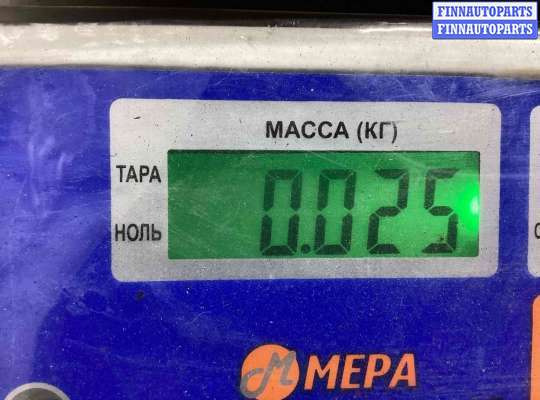 FINNAUTOPARTS
FINNAUTOPARTS
МАССА (КГ)
ТАРА
0.025
НОЛЬ
М МЕРА